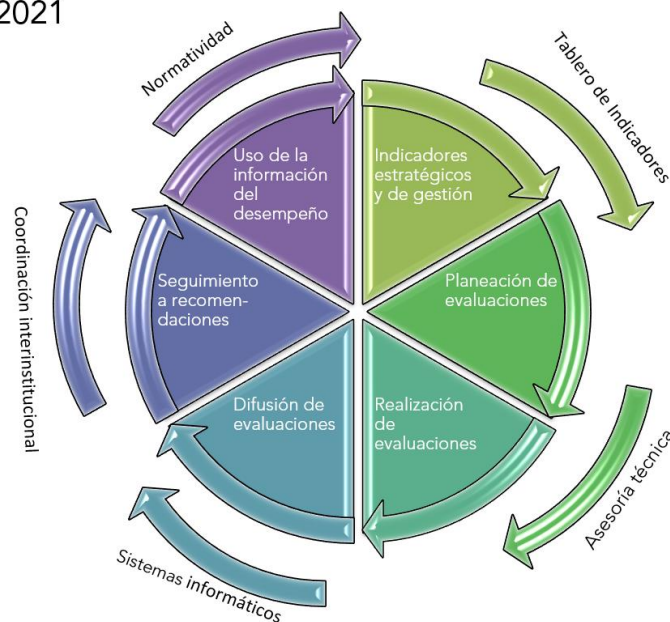 2021
Normatividad
Tablero de Indicadores
Uso de la
información
del
desempeño
Indicadores
estratégicos
y de gestión
Coordinación interinstitucional
Seguimiento
a recomen-
daciones
Planeación de
evaluaciones
Difusión de
evaluaciones
Realización
de
evaluaciones
Asesoría técnica
Sistemas informáticos